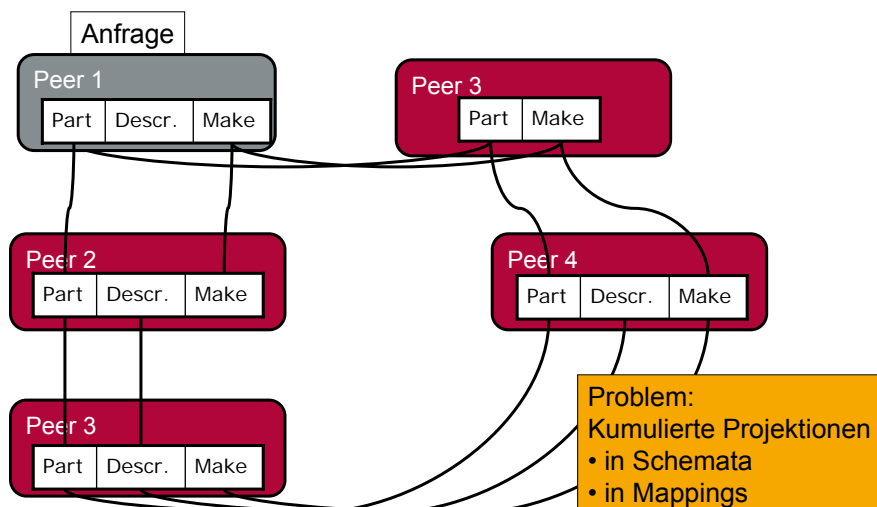 Anfrage
Peer 1
Part Descr. Make
Peer 3
Part Make
Peer 2
Part Descr. Make
Peer 4
Part Descr. Make
Peer 3
Part Descr. Make
Problem:
Kumulierte Projektionen
• in Schemata
• in Mappings